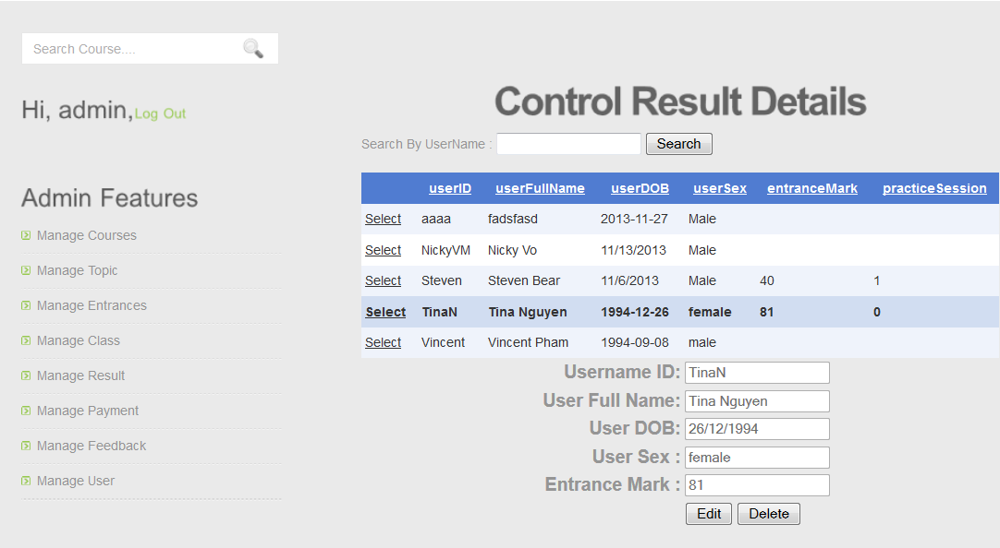 Search Course....
Hi, admin,Log Out
Admin Features
Manage Courses
Manage Topic
Manage Entrances
Manage Class
Manage Result
Manage Payment
Manage Feedback
Manage User
Control Result Details
Search By UserName : Search
userID userFullName userDOB userSex entranceMark practiceSession
Select aaaa fadsfasd 2013-11-27 Male
Select NickyVM Nicky Vo 11/13/2013 Male
Select Steven Steven Bear 11/6/2013 Male 40 1
Select TinaN Tina Nguyen 1994-12-26 female 81 0
Select Vincent Vincent Pham 1994-09-08 male
Username ID: TinaN
User Full Name: Tina Nguyen
User DOB: 26/12/1994
User Sex : female
Entrance Mark : 81
Edit Delete